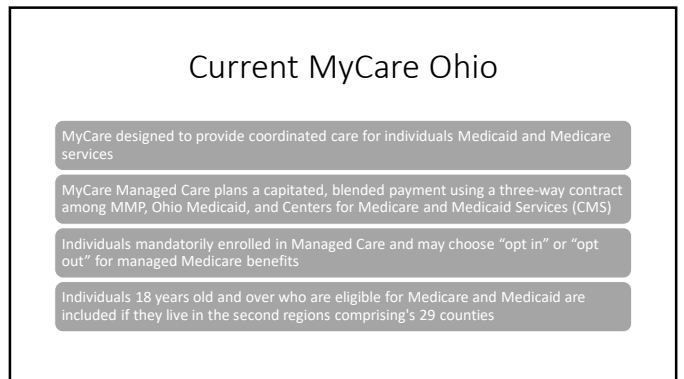 Current MyCare Ohio
MyCare designed to provide coordinated care for individuals Medicaid and Medicare
services
MyCare Managed Care plans a capitated, blended payment using a three-way contract
among MMP, Ohio Medicaid, and Centers for Medicare and Medicaid Services (CMS)
Individuals mandatorily enrolled in Managed Care and may choose “opt in” or “opt
out” for managed Medicare benefits
Individuals 18 years old and over who are eligible for Medicare and Medicaid are
included if they live in the second regions comprising's 29 counties